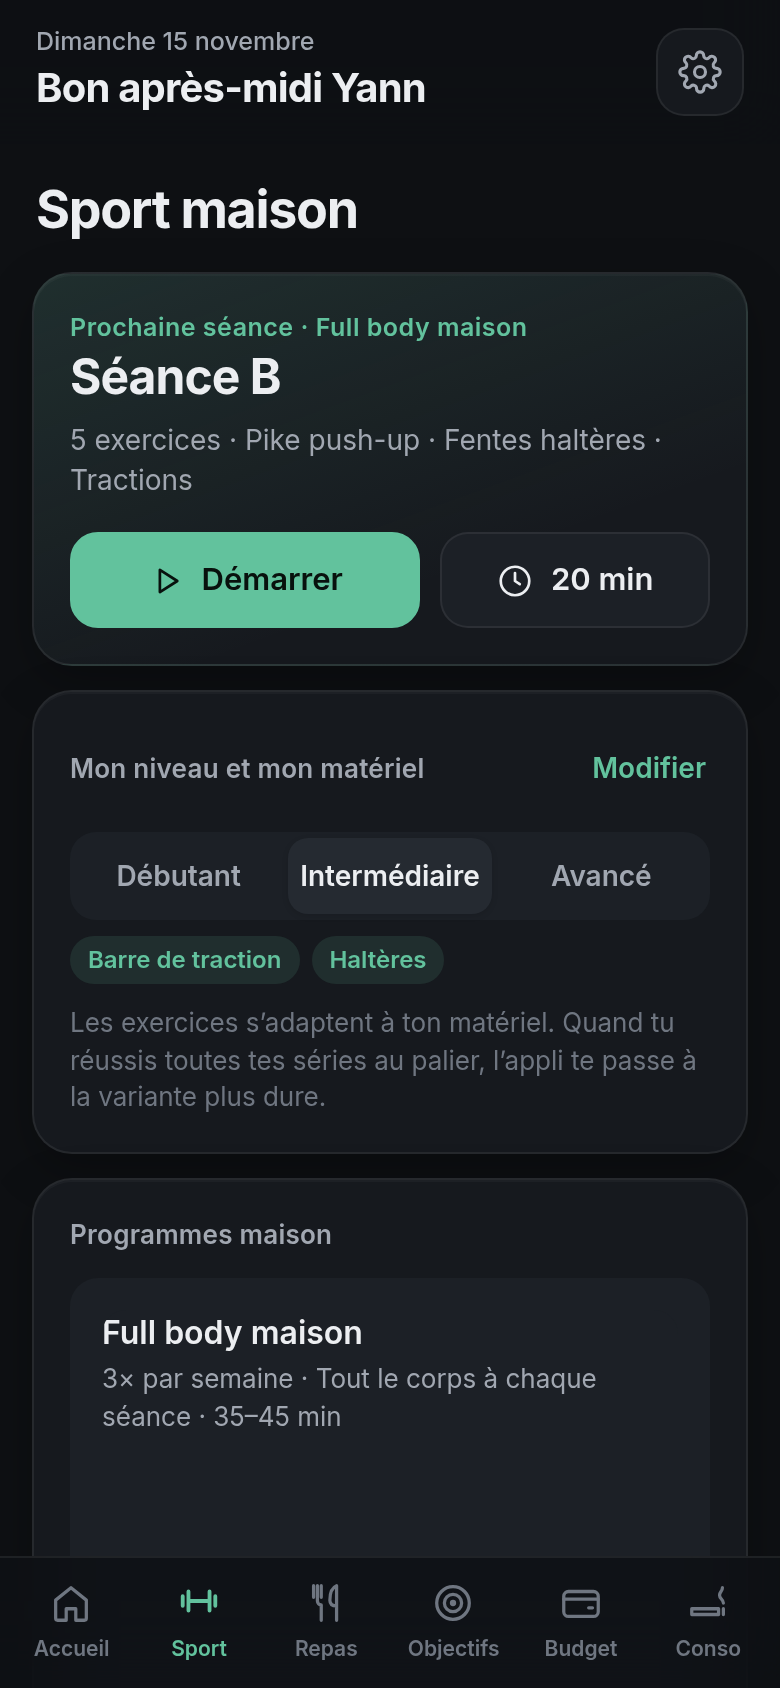 Dimanche 15 novembre
Bon après-midi Yann
Sport maison
Prochaine séance · Full body maison
Séance B
5 exercices · Pike push-up · Fentes haltères ·
Tractions
Démarrer
20 min
Mon niveau et mon matériel
Modifier
Débutant
Intermédiaire
Avancé
Barre de traction
Haltères
Les exercices s’adaptent à ton matériel. Quand tu
réussis toutes tes séries au palier, l’appli te passe à
la variante plus dure.
Programmes maison
Full body maison
3× par semaine · Tout le corps à chaque
séance · 35–45 min
Accueil
Sport
Repas
Objectifs
Budget
Conso